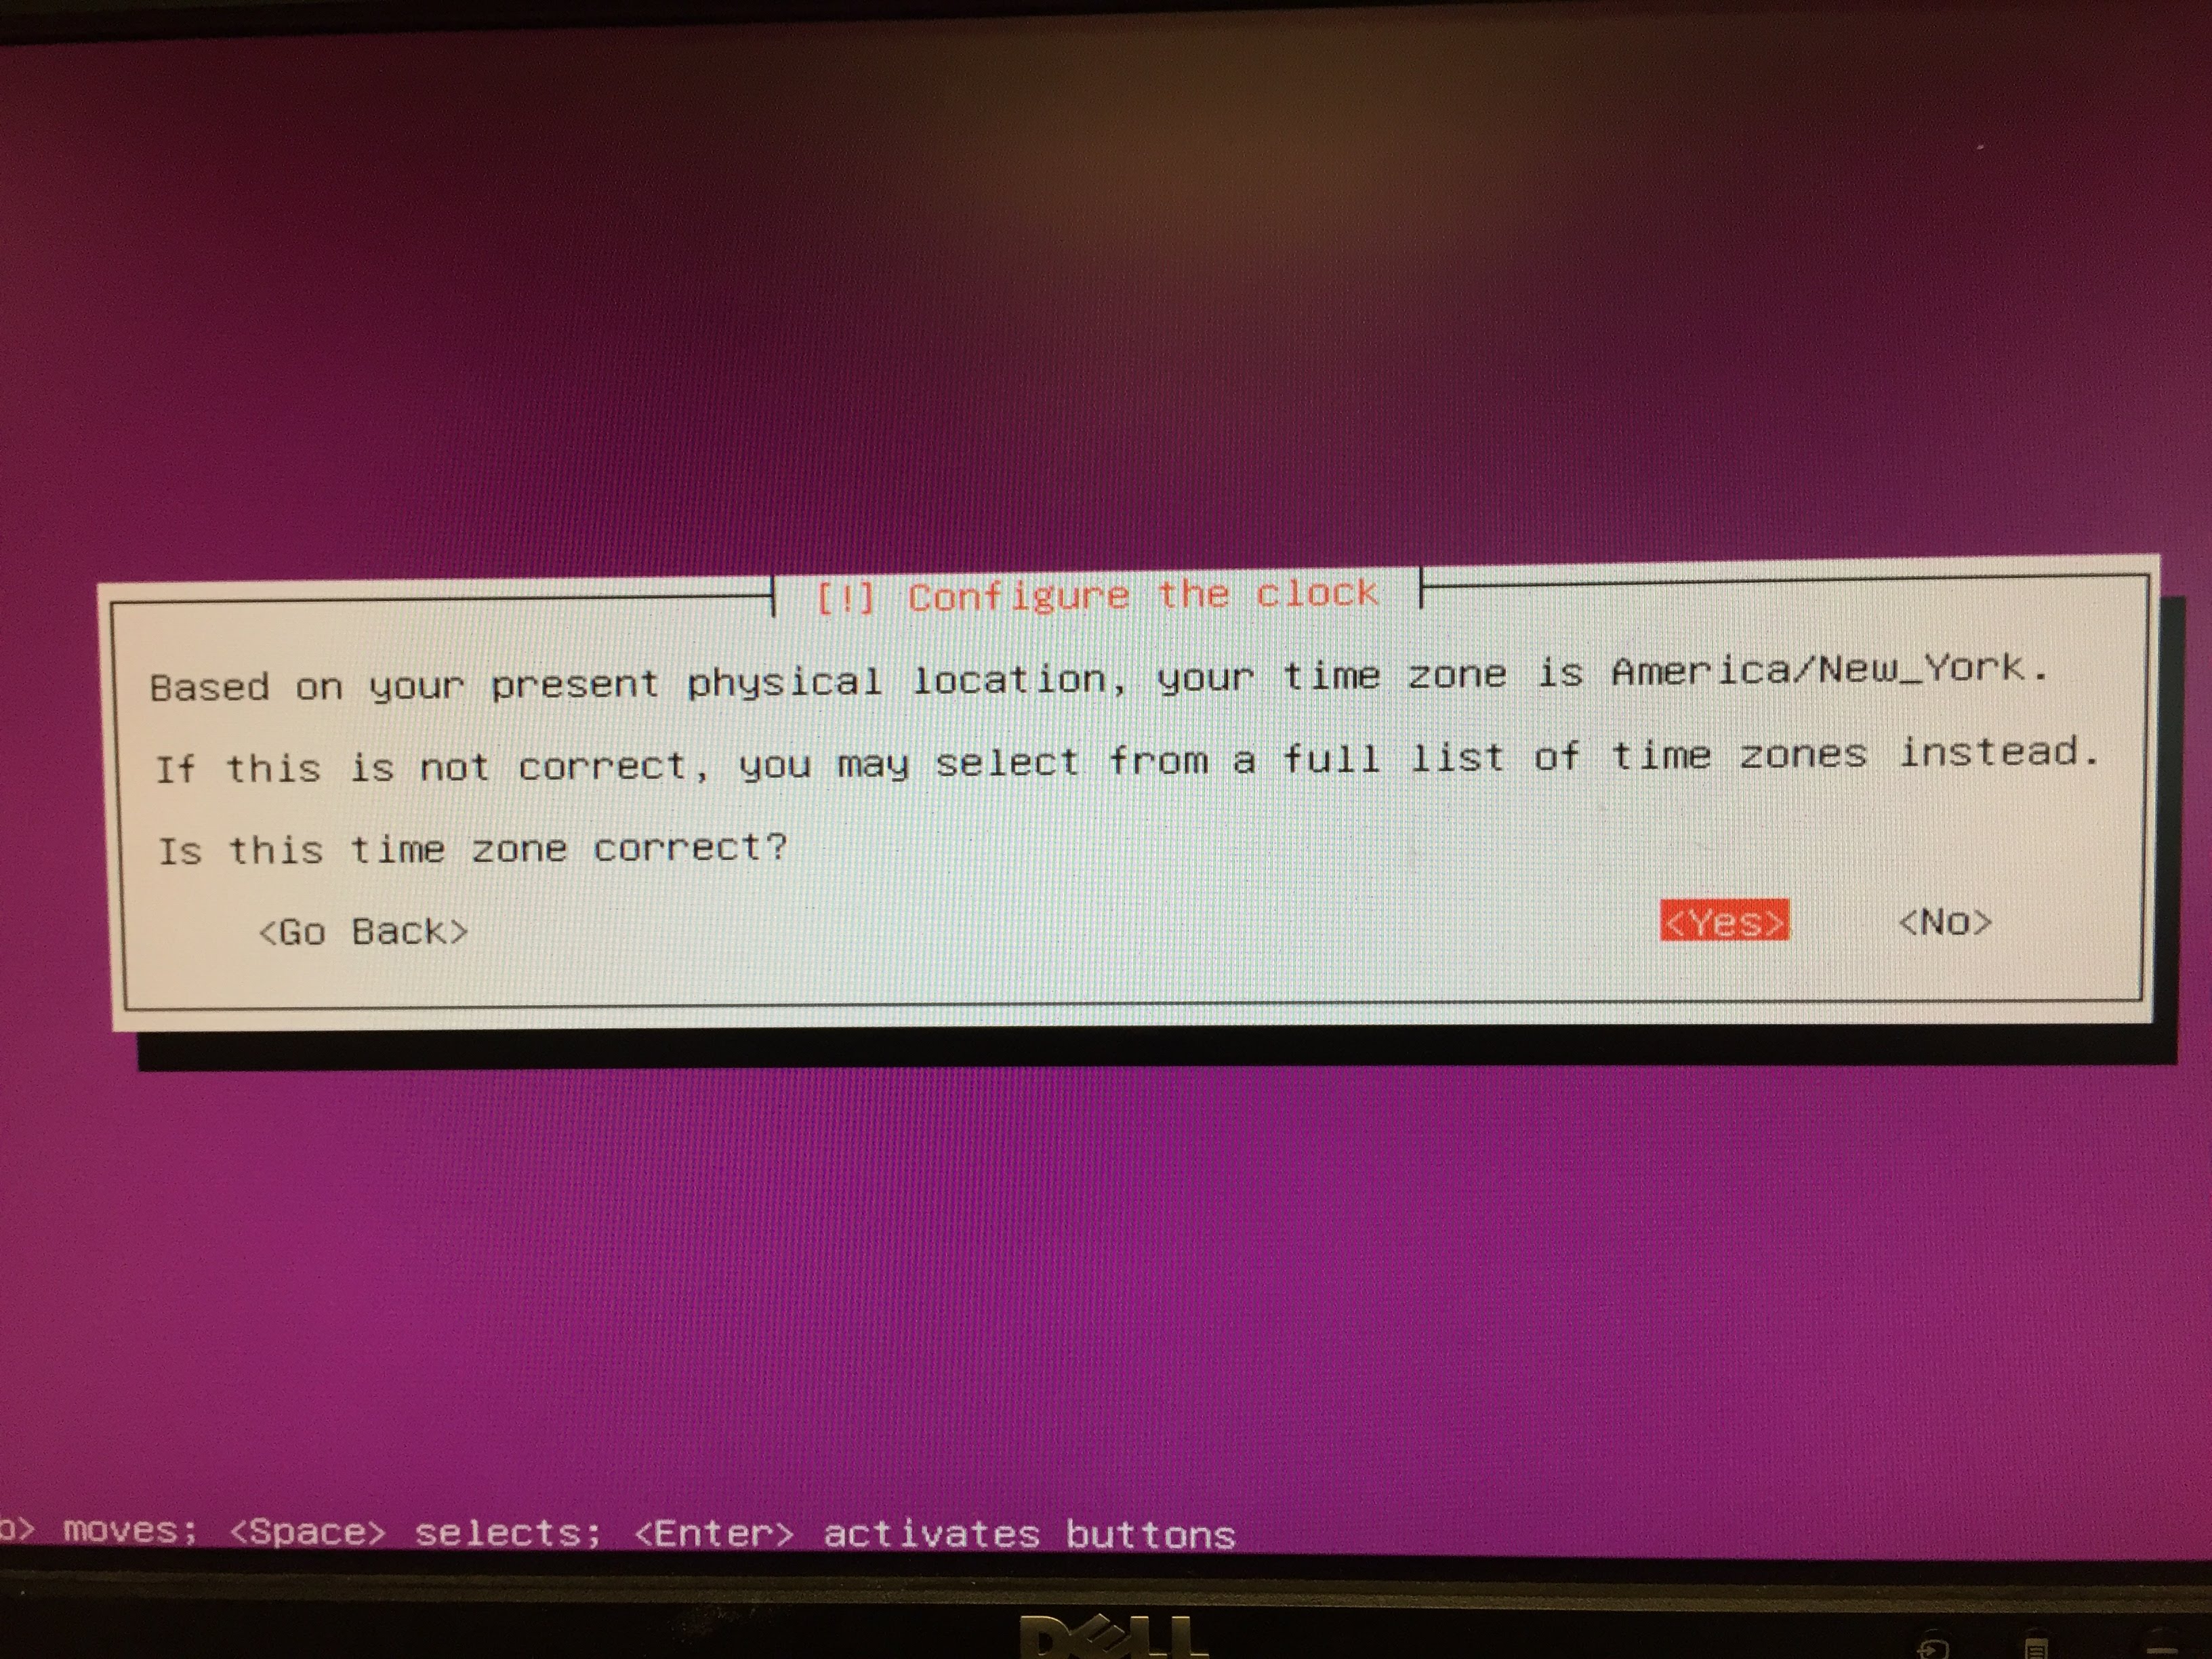 [!] Configure the clock
Based on your present physical location, your time zone is America/New_York.
If this is not correct, you may select from a full list of time zones instead.
Is this time zone correct?
<Go Back> <Yes> <No>
moves; <Space> selects; <Enter> activates buttons
DELL